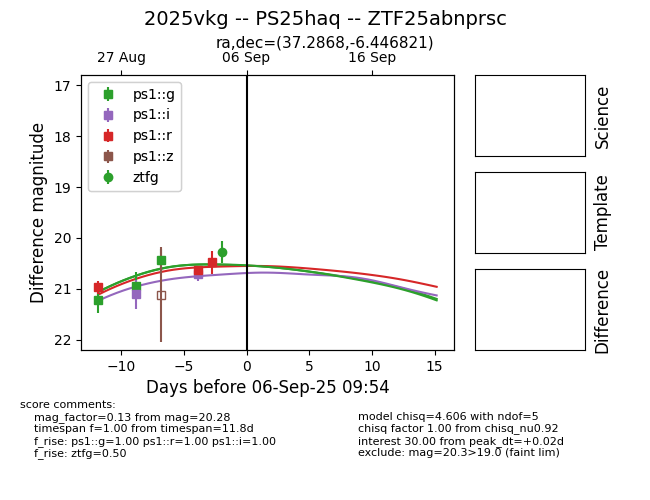 2025vkg -- PS25haq -- ZTF25abnprsc
ra,dec=(37.2868,-6.446821)
27 Aug 06 Sep 16 Sep
ps1::g
ps1::i
ps1::r
ps1::z
ztfg
17
18
19
20
21
22
Difference magnitude
−10 −5 0 5 10 15
Days before 06-Sep-25 09:54
Science
Template
Difference
score comments:
mag_factor=0.13 from mag=20.28
timespan f=1.00 from timespan=11.8d
f_rise: ps1::g=1.00 ps1::r=1.00 ps1::i=1.00
f_rise: ztfg=0.50
model chisq=4.606 with ndof=5
chisq factor 1.00 from chisq_nu0.92
interest 30.00 from peak_dt=+0.02d
exclude: mag=20.3>19.0 (faint lim)